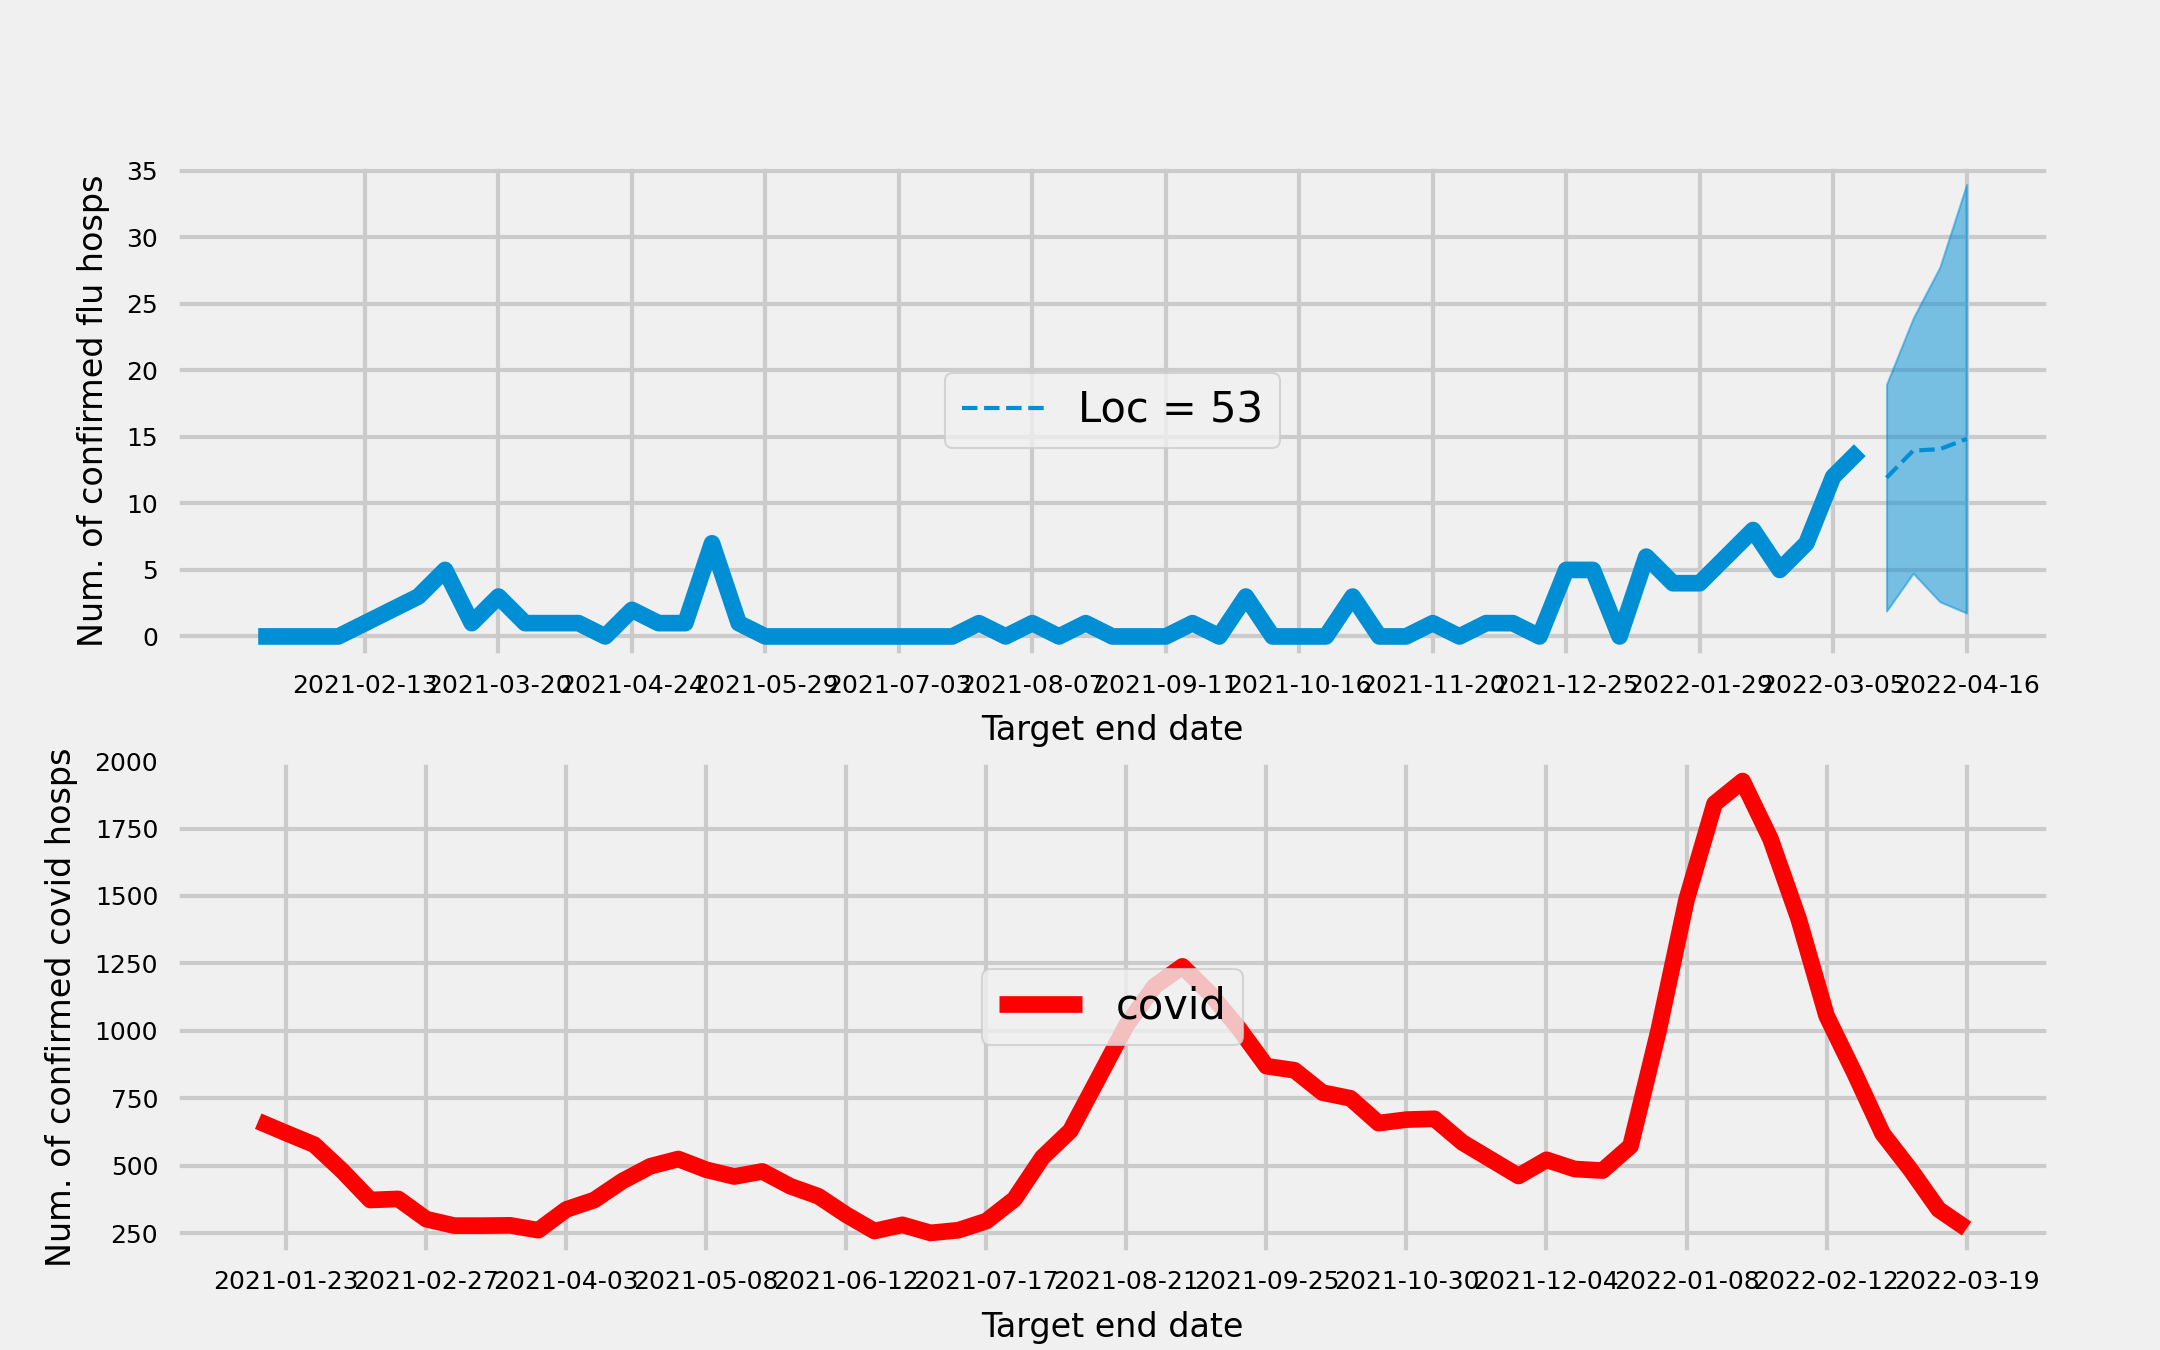 Num. of confirmed flu hosps
35
30
25
20
15
10
5
0
Loc = 53
2021-02-13 2021-03-20 2021-04-24 2021-05-29 2021-07-03 2021-08-07 2021-09-11 2021-10-16 2021-11-20 2021-12-25 2022-01-29 2022-03-05 2022-04-16
Target end date
Num. of confirmed covid hosps
2000
1750
1500
1250
1000
750
500
250
covid
2021-01-23 2021-02-27 2021-04-03 2021-05-08 2021-06-12 2021-07-17 2021-08-21 2021-09-25 2021-10-30 2021-12-04 2022-01-08 2022-02-12 2022-03-19
Target end date